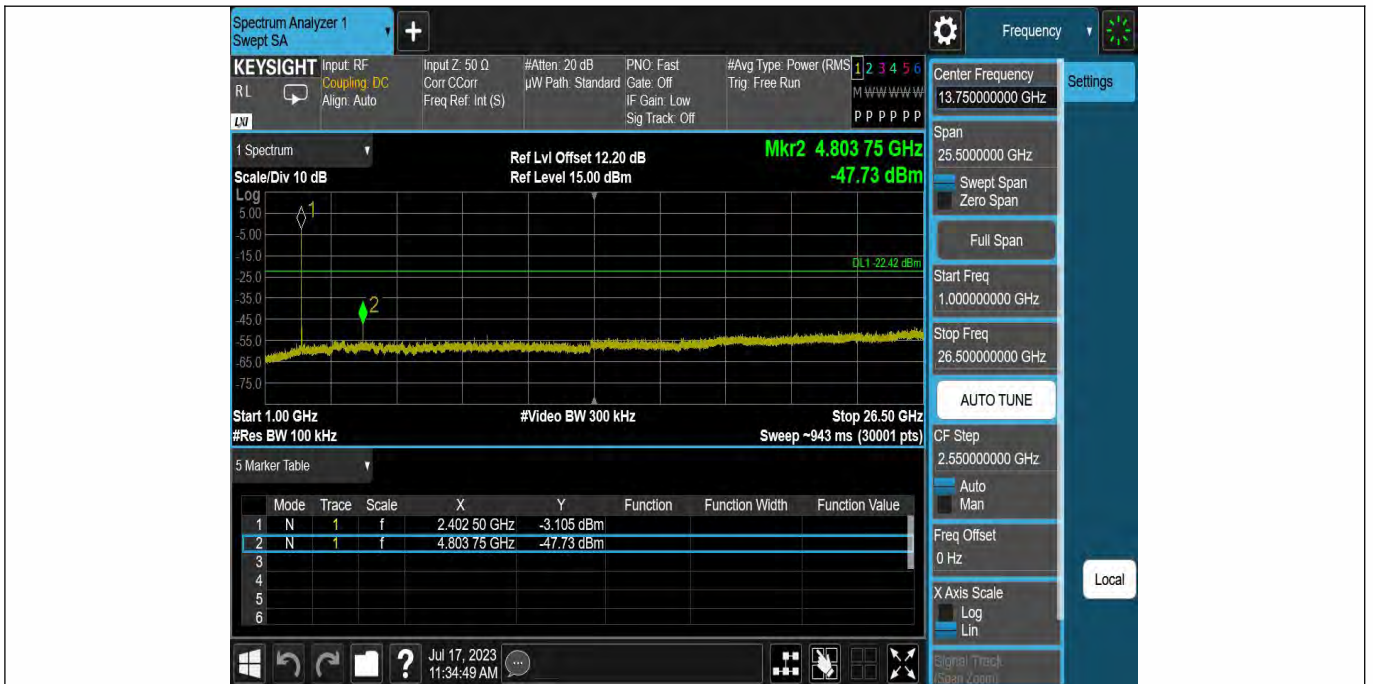 Spectrum Analyzer 1
Swept SA
+
Frequency
KEYSIGHT
RL
LXI
Input: RF
Coupling: DC
Align: Auto
Input Z: 50 Ω
Corr CCorr
Freq Ref: Int (S)
#Atten: 20 dB
µW Path: Standard
PNO: Fast
Gate: Off
IF Gain: Low
Sig Track: Off
#Avg Type: Power (RMS
Trig: Free Run
1 2 3 4 5 6
M W W W W W
P P P P P P
1 Spectrum
Scale/Div 10 dB
Ref Lvl Offset 12.20 dB
Ref Level 15.00 dBm
Mkr2 4.803 75 GHz
-47.73 dBm
Log
5.00
-5.00
-15.0
-25.0
-35.0
-45.0
-55.0
-65.0
-75.0
1
2
DL1 -22.42 dBm
Start 1.00 GHz
#Res BW 100 kHz
#Video BW 300 kHz
Stop 26.50 GHz
Sweep ~943 ms (30001 pts)
5 Marker Table
Mode Trace Scale X Y Function Function Width Function Value
1 N 1 f 2.402 50 GHz -3.105 dBm
2 N 1 f 4.803 75 GHz -47.73 dBm
3
4
5
6
?
Jul 17, 2023
11:34:49 AM
Center Frequency
13.750000000 GHz
Settings
Span
25.5000000 GHz
Swept Span
Zero Span
Full Span
Start Freq
1.000000000 GHz
Stop Freq
26.500000000 GHz
AUTO TUNE
CF Step
2.550000000 GHz
Auto
Man
Freq Offset
0 Hz
X Axis Scale
Log
Lin
Signal Track
(Span Zoom)
Local